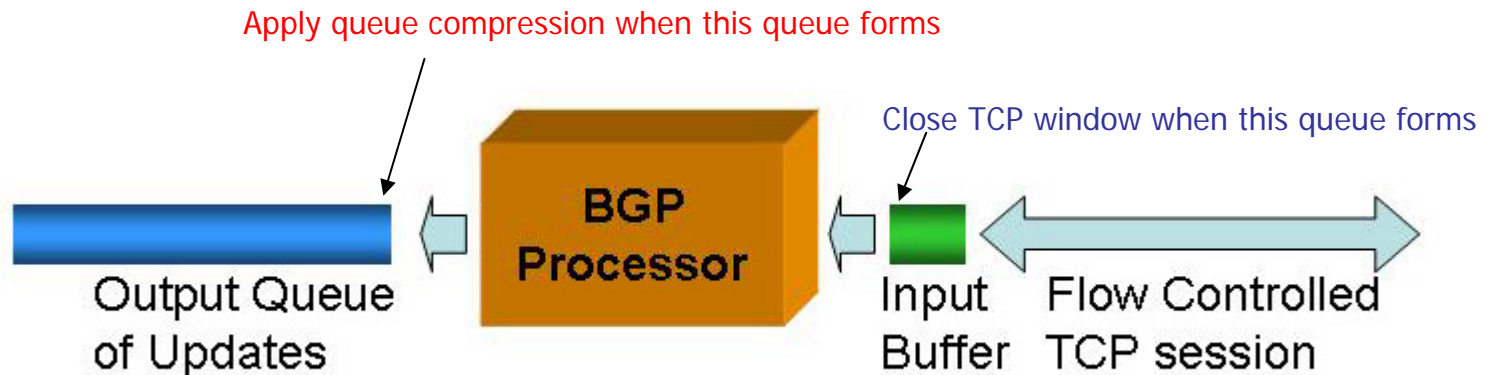 Apply queue compression when this queue forms
Close TCP window when this queue forms
BGP
Processor
Output Queue
of Updates
Input
Buffer
Flow Controlled
TCP session